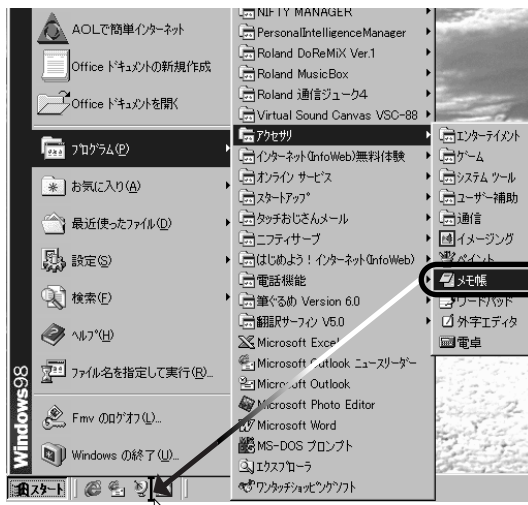 AOLで簡単インターネット
Office ドキュメントの新規作成
Office ドキュメントを開く
プログラム(P)
お気に入り(A)
最近使ったファイル(D)
設定(S)
検索(F)
ヘルプ(H)
ファイル名を指定して実行(R)...
Fmv のログオフ(L)...
Windows の終了(U)...
Windows98
スタート
NIFTY MANAGER
PersonalIntelligenceManager
Roland DoReMiX Ver.1
Roland MusicBox
Roland 通信ジューク4
Virtual Sound Canvas VSC-88
アクセサリ
インターネット(InfoWeb)無料体験
オンライン サービス
スタートアップ
タッチおじさんメール
ニフティサーブ
はじめよう！インターネット(InfoWeb)
電話機能
筆ぐるめ Version 6.0
翻訳サーフィン V5.0
Microsoft Excel
Microsoft Outlook ニュースリーダー
Microsoft Outlook
Microsoft Photo Editor
Microsoft Word
MS-DOS プロンプト
エクスプローラ
ワンタッチショッピングソフト
エンターテイメント
ゲーム
システム ツール
ユーザー補助
通信
イメージング
ペイント
メモ帳
ワードパッド
外字エディタ
電卓